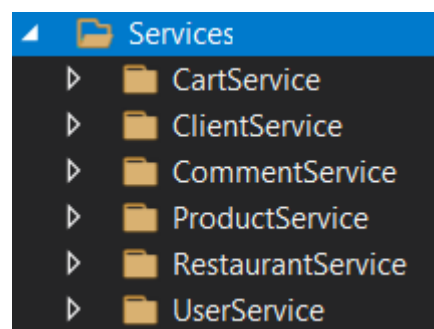 Services
CartService
ClientService
CommentService
ProductService
RestaurantService
UserService